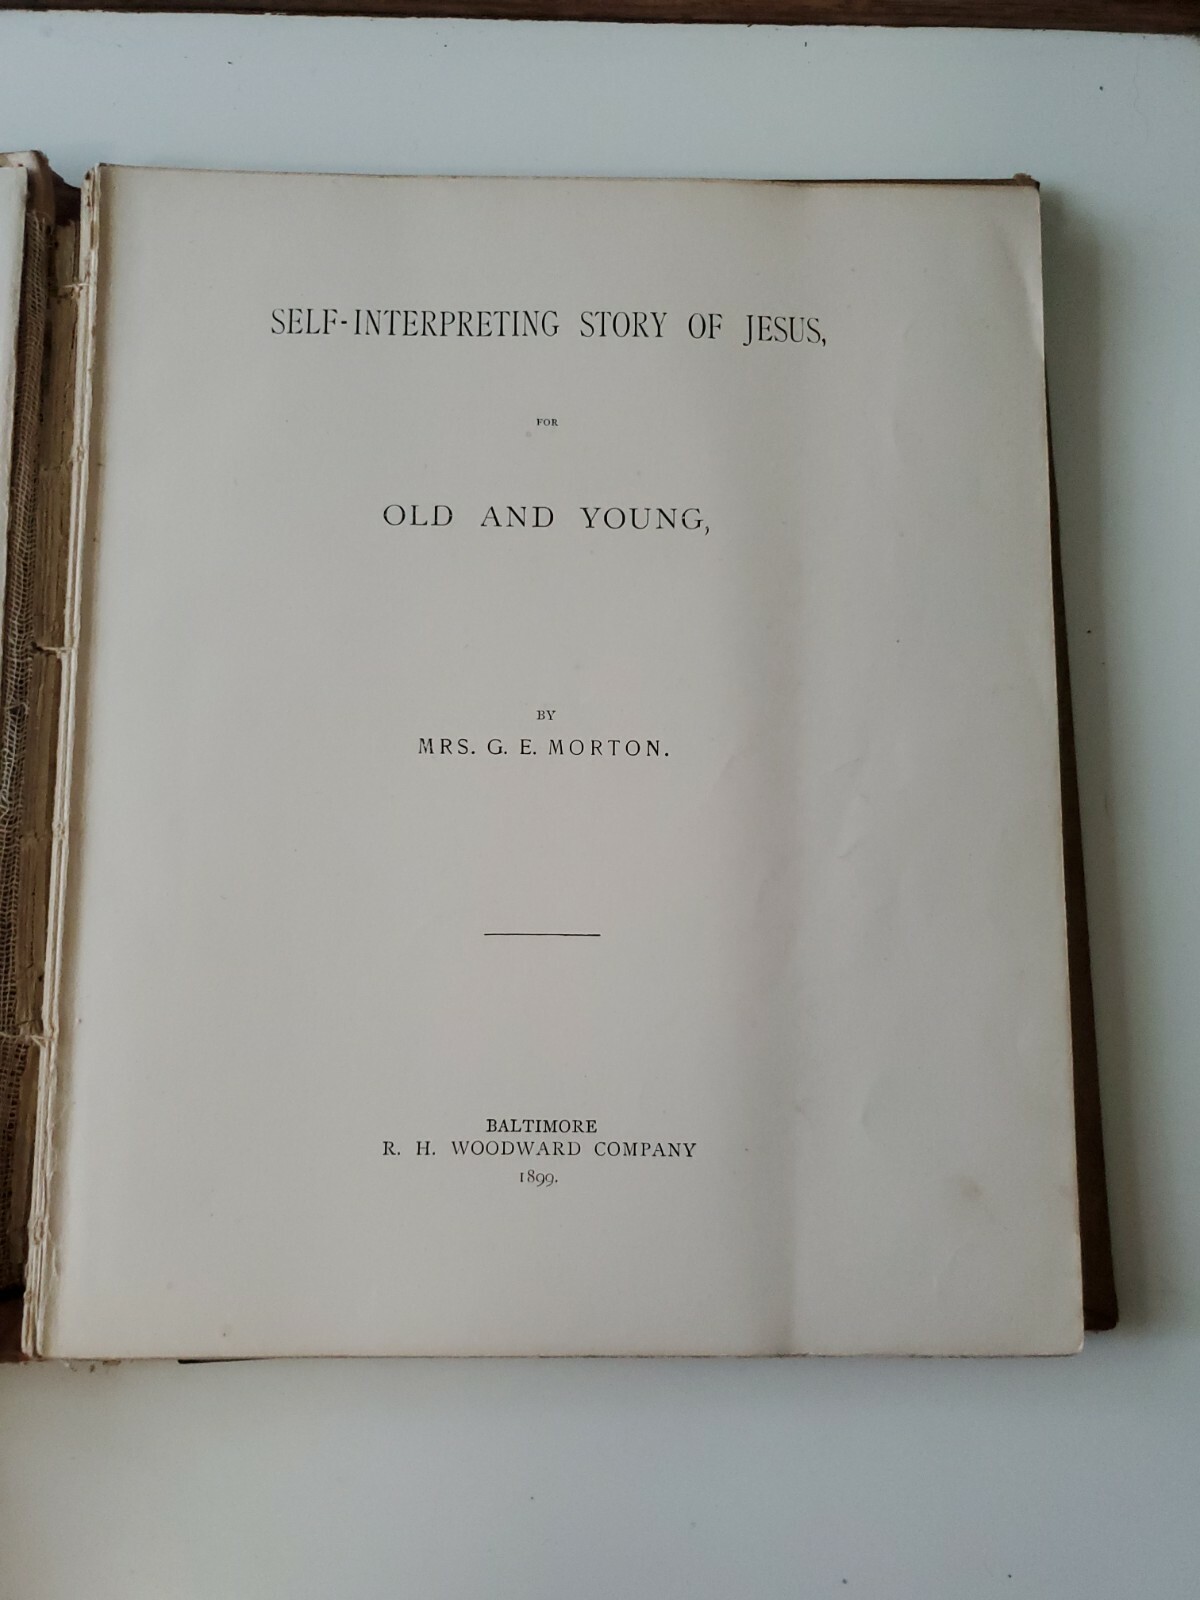 SELF-INTERPRETING STORY OF JESUS,
FOR
OLD AND YOUNG,
BY
MRS. G. E. MORTON.
BALTIMORE
R. H. WOODWARD COMPANY
1899.